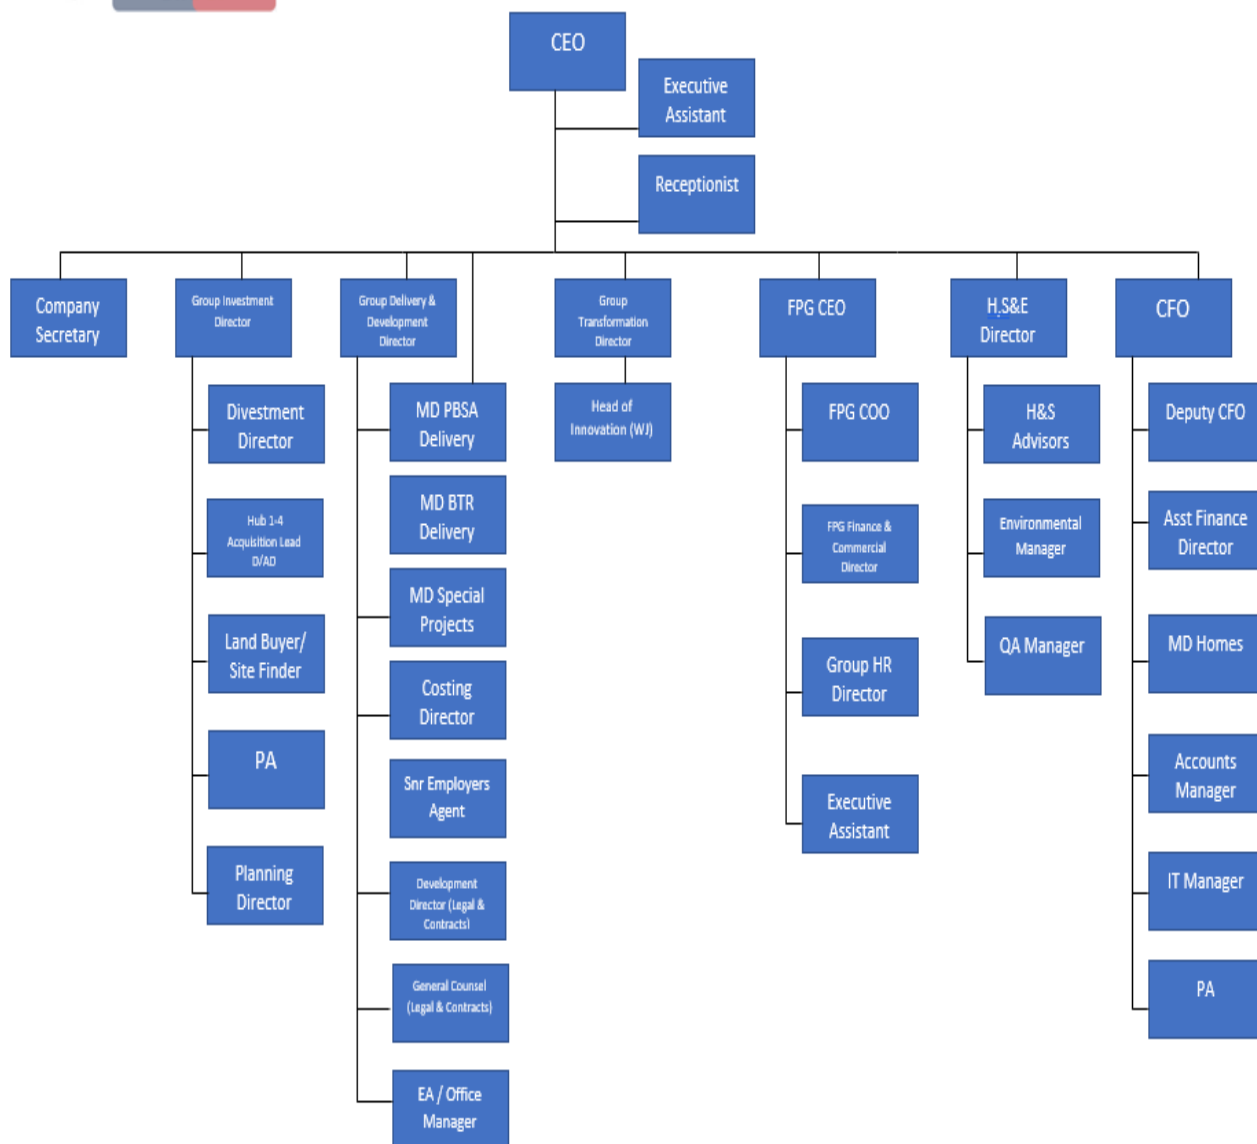 CEO
Executive
Assistant
Receptionist
Company
Secretary
Group Investment
Director
Group Delivery &
Development
Director
Group
Transformation
Director
FPG CEO
H.S&E
Director
CFO
Divestment
Director
Hub 1-4
Acquisition Lead
D/AD
Land Buyer/
Site Finder
PA
Planning
Director
MD PBSA
Delivery
MD BTR
Delivery
MD Special
Projects
Costing
Director
Snr Employers
Agent
Development
Director (Legal &
Contracts)
General Counsel
(Legal & Contracts)
EA / Office
Manager
Head of
Innovation (WJ)
FPG COO
FPG Finance &
Commercial
Director
Group HR
Director
Executive
Assistant
H&S
Advisors
Environmental
Manager
QA Manager
Deputy CFO
Asst Finance
Director
MD Homes
Accounts
Manager
IT Manager
PA